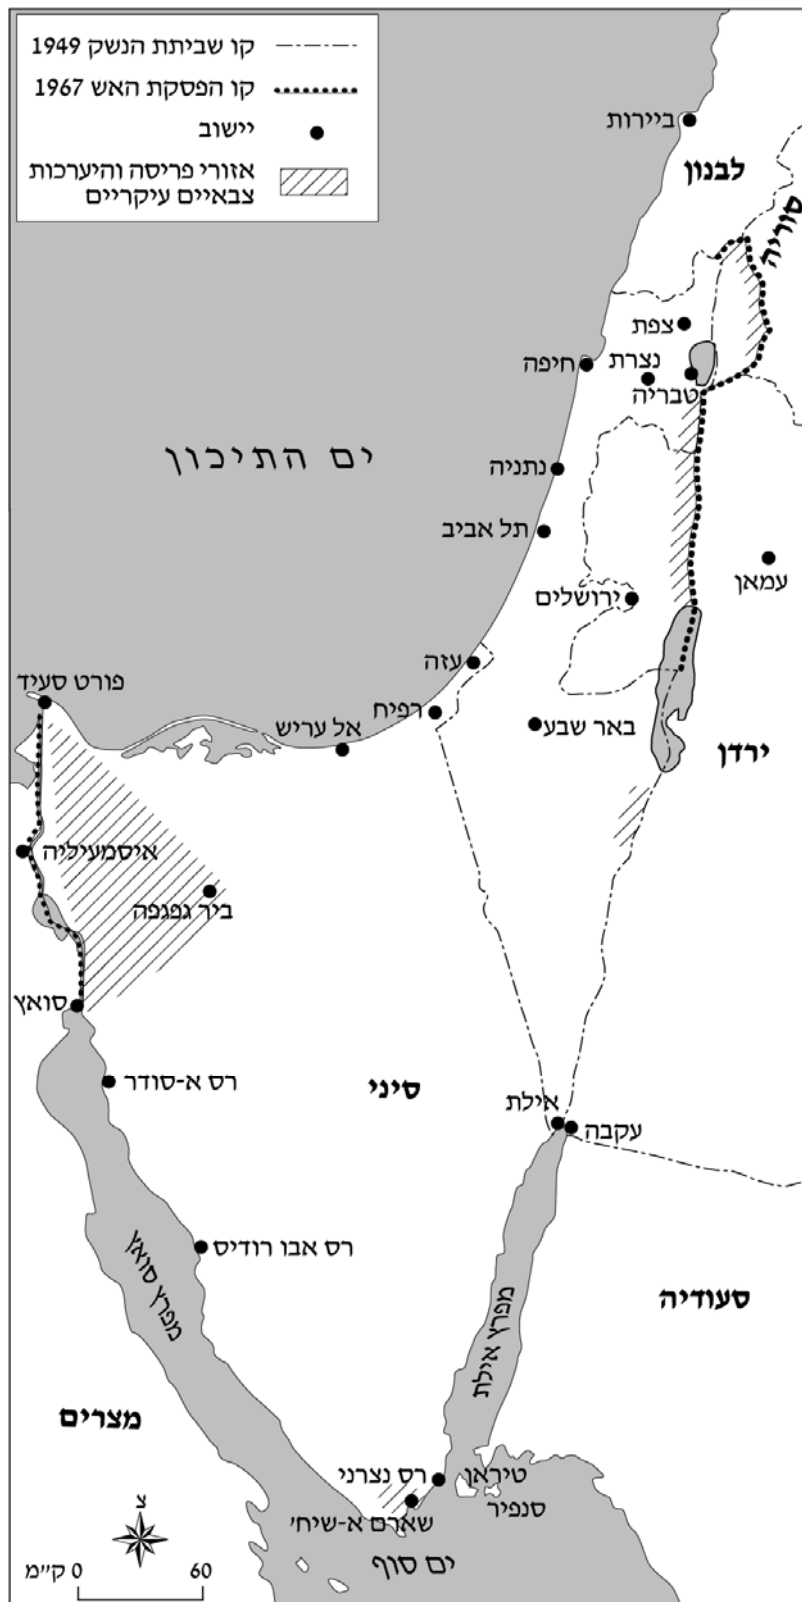 קו שביתת הנשק 1949
קו הפסקת האש 1967
יישוב
אזורי פריסה והיערכות
צבאיים עיקריים
ביירות
לבנון
סוריה
צפת
נצרת
חיפה
טבריה
ים התיכון
נתניה
תל אביב
עמאן
ירושלים
עזה
פורט סעיד
רפיח
אל עריש
באר שבע
ירדן
איסמעיליה
ביר גפגפה
סואץ
רס א-סודר
סיני
אילת
עקבה
רס אבו רודיס
מפרץ סואץ
מפרץ אילת
סעודיה
מצרים
רס נצרני
טיראן
סנפיר
שארם א-שיח'
ים סוף
צ
0 60 ק"מ